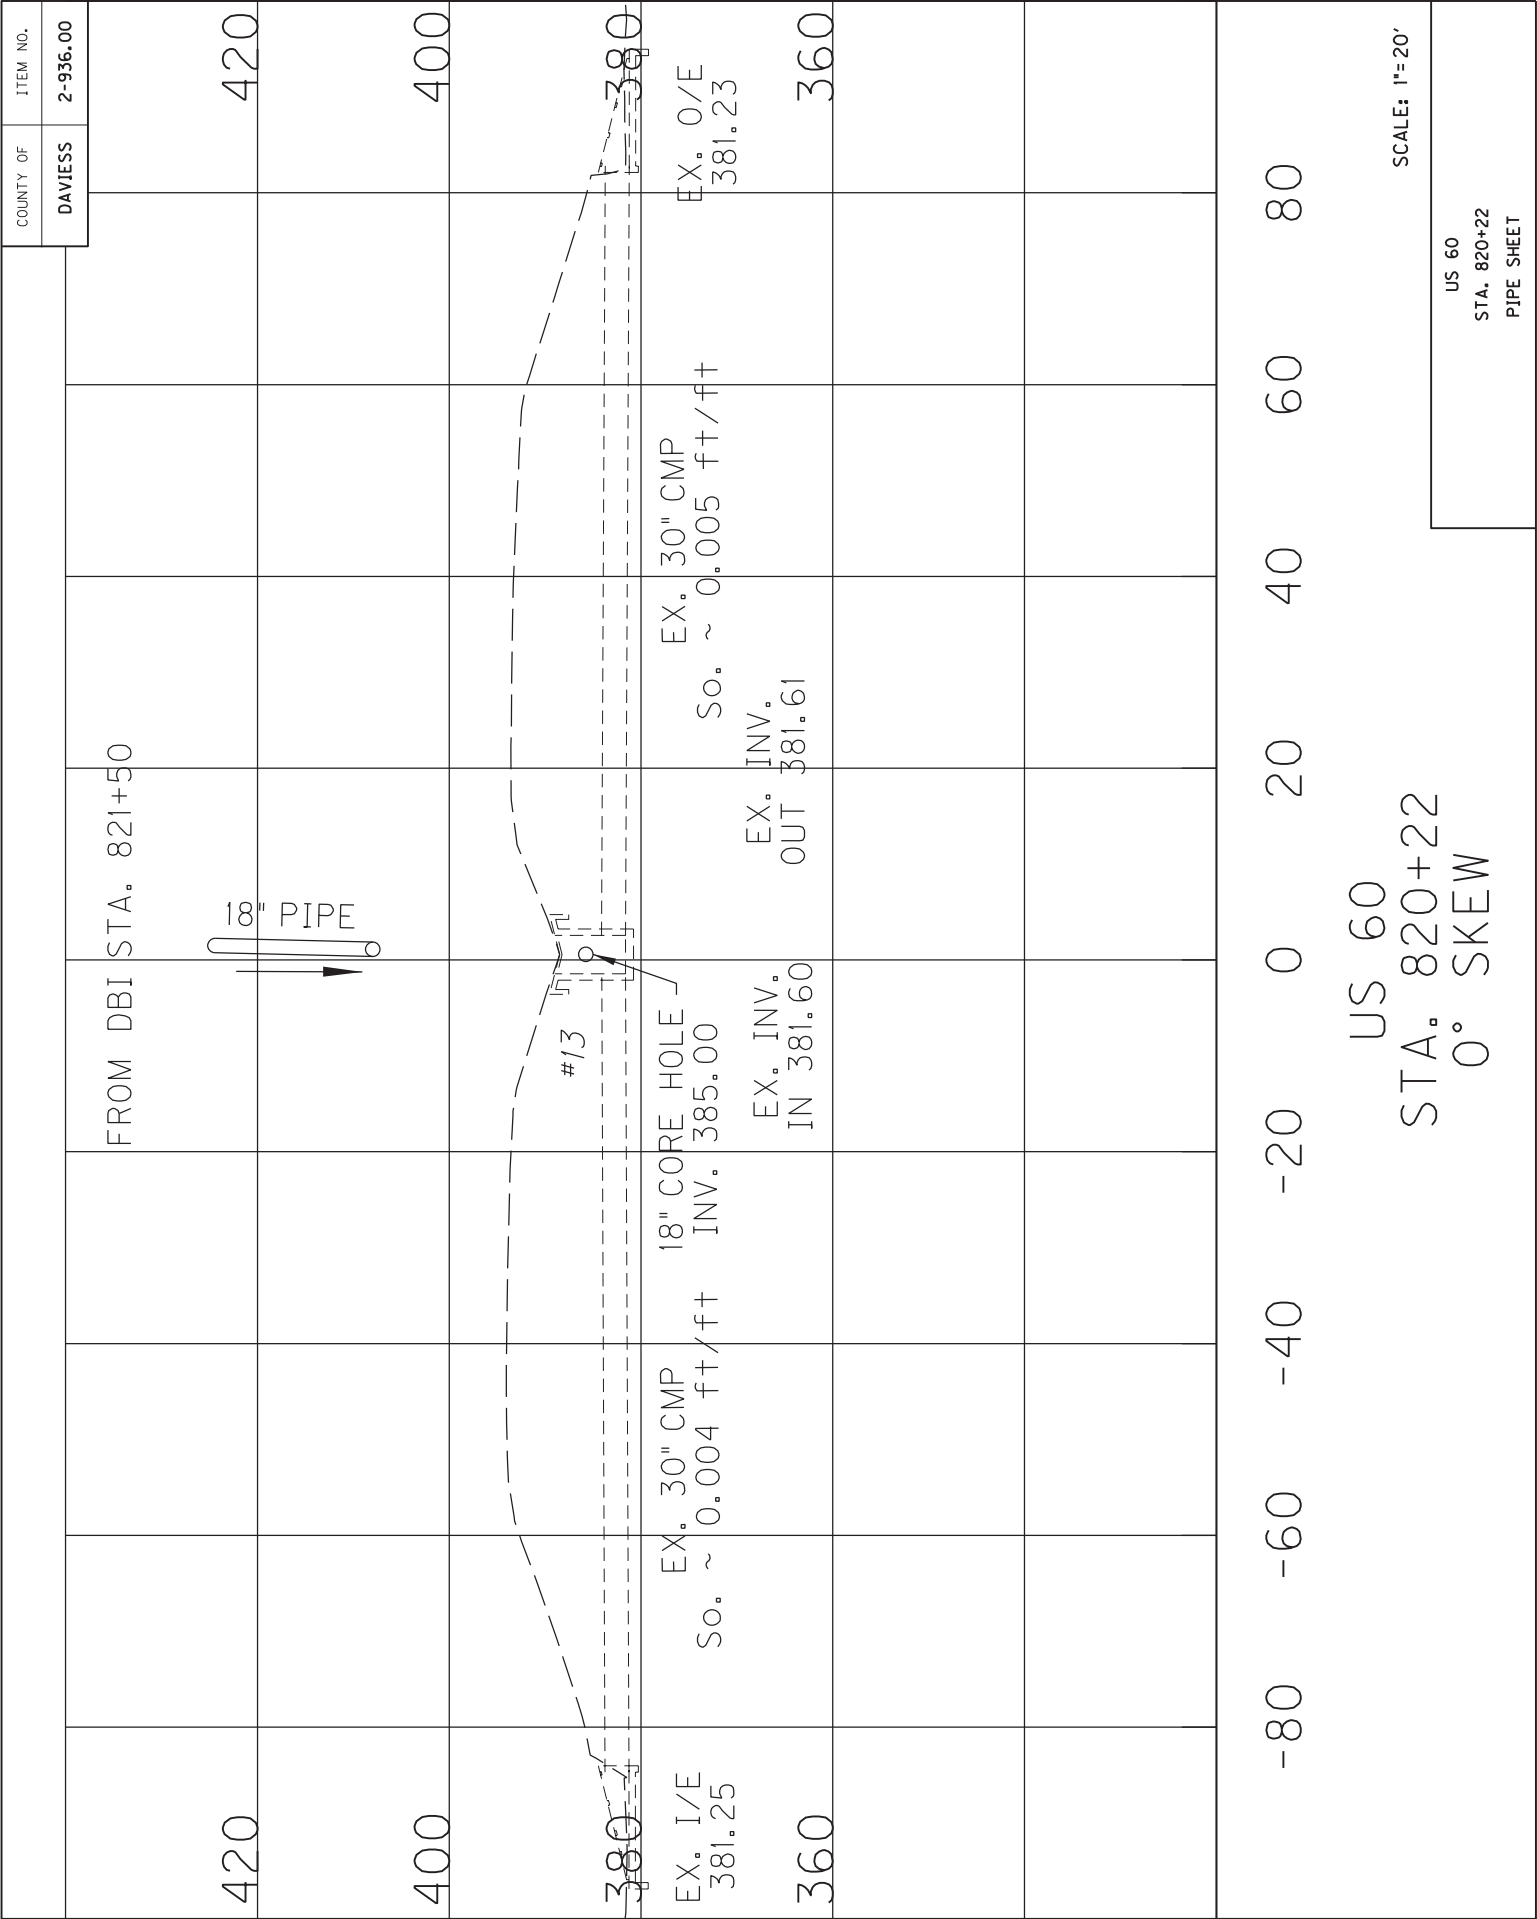 COUNTY OF
ITEM NO.
DAVIESS
2-936.00
FROM DBI STA. 821+50
18" PIPE
420
420
400
400
380
380
360
360
#13
EX. I/E
381.25
EX. 30" CMP
So. ~ 0.004 ft/ft
18" CORE HOLE
INV. 385.00
EX. INV.
IN 381.60
EX. INV.
OUT 381.61
EX. 30" CMP
So. ~ 0.005 ft/ft
EX. O/E
381.23
-80
-60
-40
-20
0
20
40
60
80
US 60
STA. 820+22
0° SKEW
SCALE: 1"=20'
US 60
STA. 820+22
PIPE SHEET